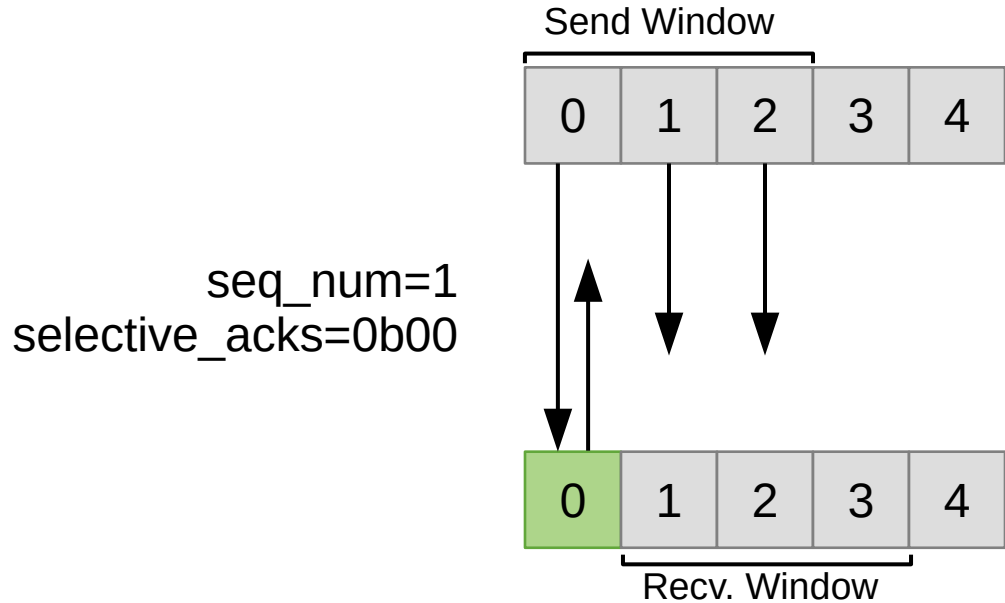 Send Window
0 1 2 3 4
seq_num=1
selective_acks=0b00
0 1 2 3 4
Recv. Window